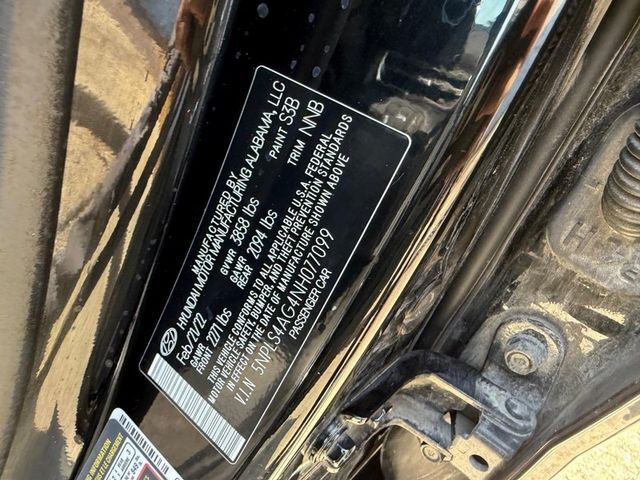 MANUFACTURED BY
HYUNDAI MOTOR MANUFACTURING ALABAMA, LLC
Feb/20/22 GVWR 3858 lbs PAINT S3B
GAWR FRONT 2271 lbs GAWR REAR 2094 lbs TRIM NNB
THIS VEHICLE CONFORMS TO ALL APPLICABLE U.S.A. FEDERAL
MOTOR VEHICLE SAFETY, BUMPER, AND THEFT PREVENTION STANDARDS
IN EFFECT ON THE DATE OF MANUFACTURE SHOWN ABOVE
V.I.N 5NPLS4AG4NH077099
PASSENGER CAR